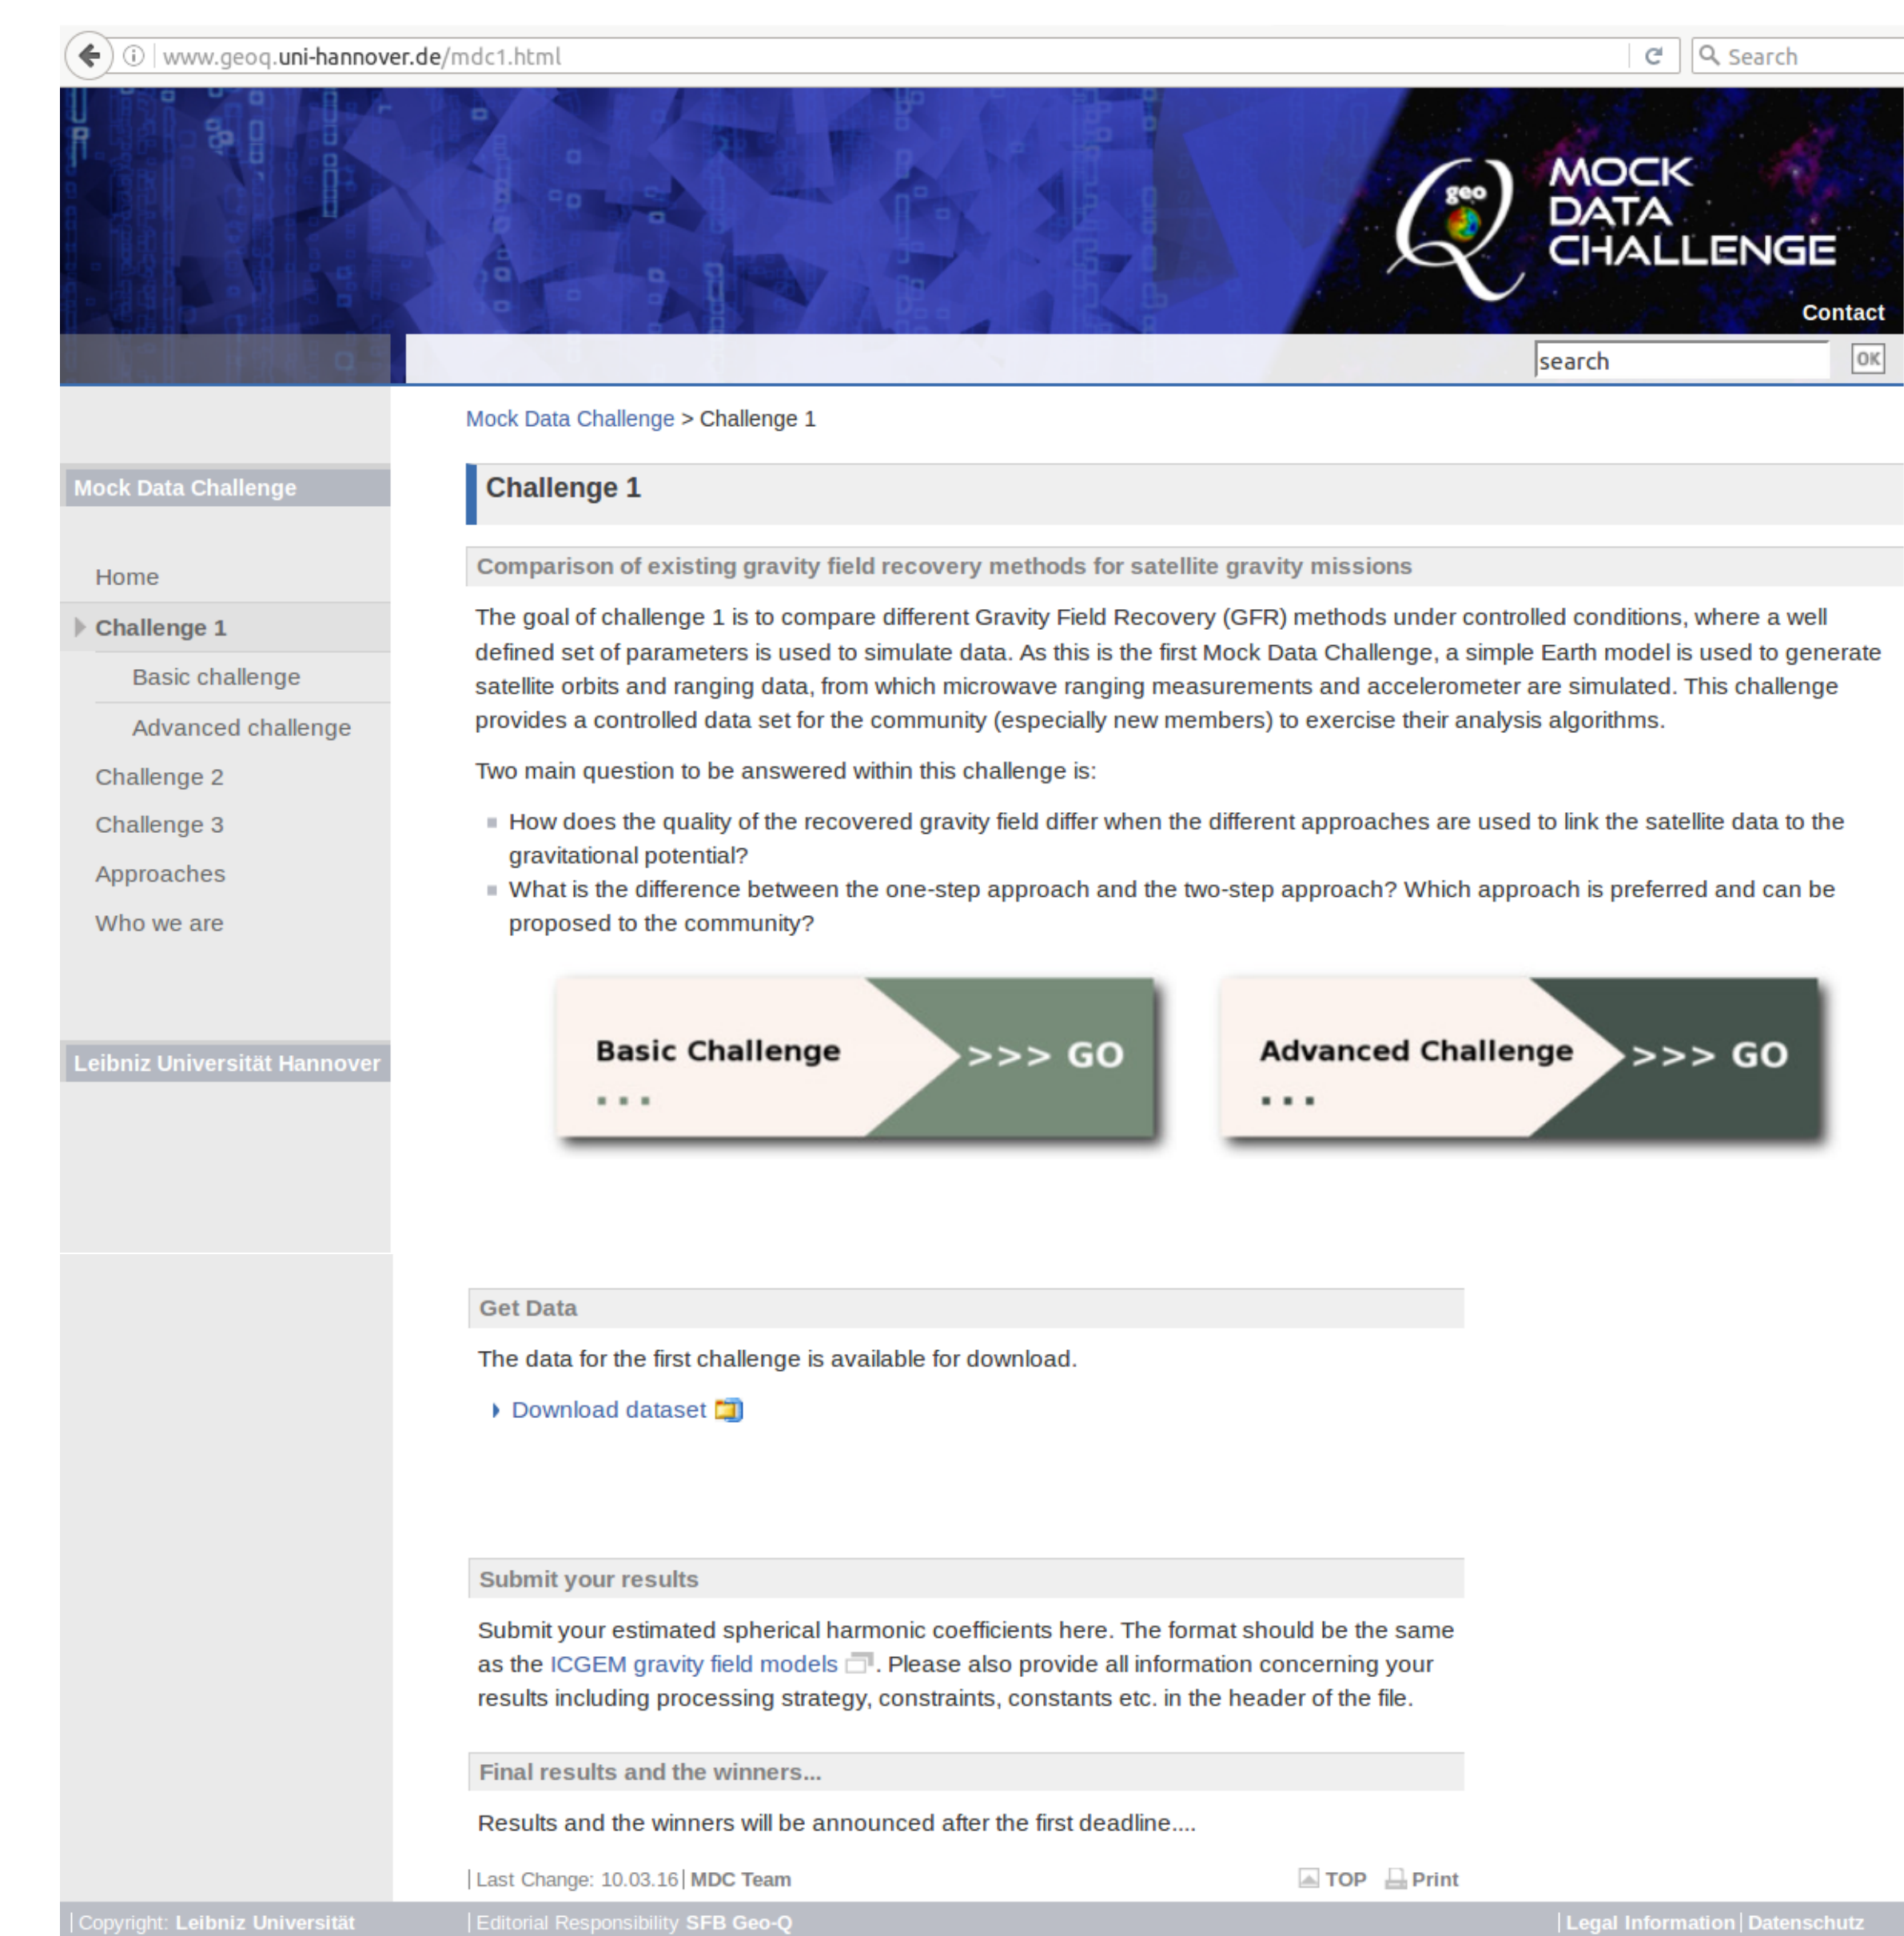 www.geoq.uni-hannover.de/mdc1.html
Search
geo
MOCK
DATA
CHALLENGE
Contact
search
OK
Mock Data Challenge > Challenge 1
Mock Data Challenge
Home
Challenge 1
Basic challenge
Advanced challenge
Challenge 2
Challenge 3
Approaches
Who we are
Leibniz Universität Hannover
Challenge 1
Comparison of existing gravity field recovery methods for satellite gravity missions
The goal of challenge 1 is to compare different Gravity Field Recovery (GFR) methods under controlled conditions, where a well
defined set of parameters is used to simulate data. As this is the first Mock Data Challenge, a simple Earth model is used to generate
satellite orbits and ranging data, from which microwave ranging measurements and accelerometer are simulated. This challenge
provides a controlled data set for the community (especially new members) to exercise their analysis algorithms.
Two main question to be answered within this challenge is:
How does the quality of the recovered gravity field differ when the different approaches are used to link the satellite data to the
gravitational potential?
What is the difference between the one-step approach and the two-step approach? Which approach is preferred and can be
proposed to the community?
Basic Challenge >>> GO
...
Advanced Challenge >>> GO
...
Get Data
The data for the first challenge is available for download.
Download dataset
Submit your results
Submit your estimated spherical harmonic coefficients here. The format should be the same
as the ICGEM gravity field models . Please also provide all information concerning your
results including processing strategy, constraints, constants etc. in the header of the file.
Final results and the winners...
Results and the winners will be announced after the first deadline....
|Last Change: 10.03.16| MDC Team
TOP Print
|Copyright: Leibniz Universität
|Editorial Responsibility SFB Geo-Q
|Legal Information|Datenschutz